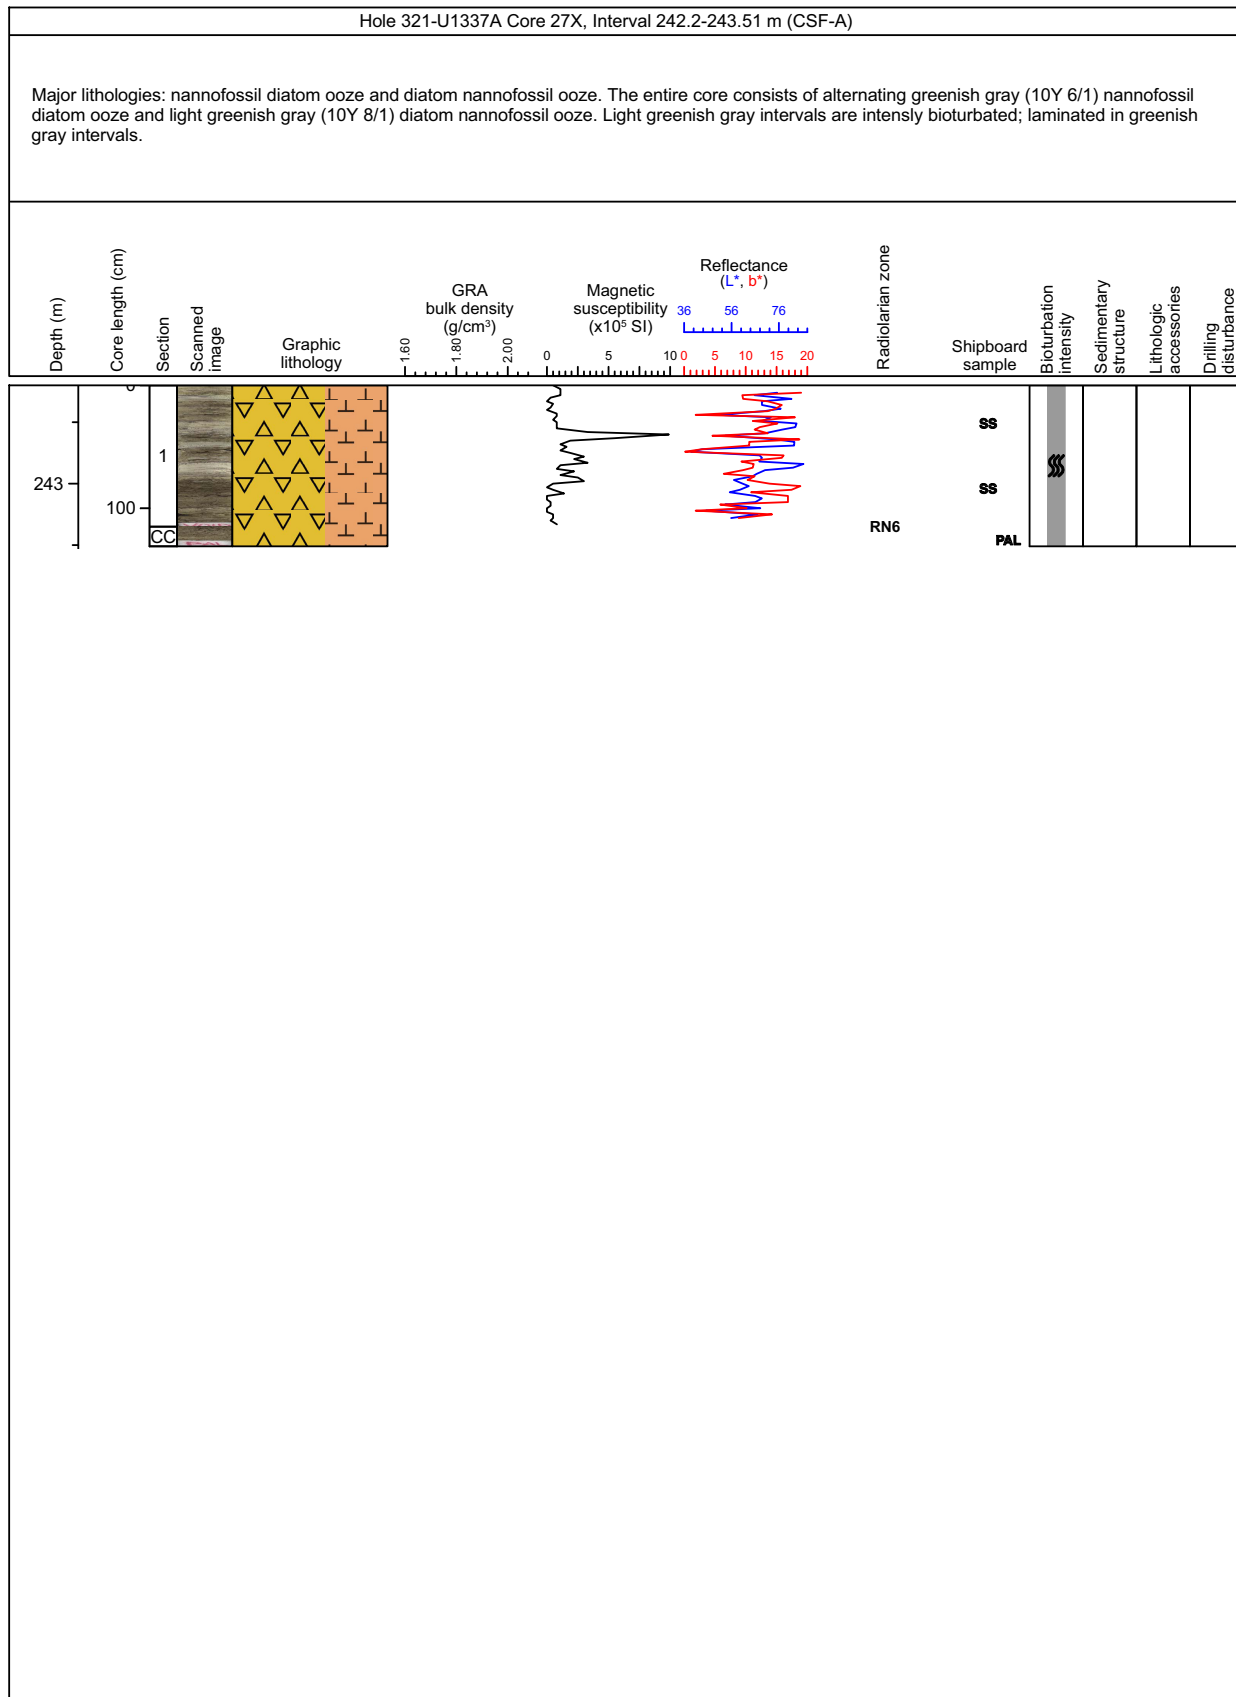 Hole 321-U1337A Core 27X, Interval 242.2-243.51 m (CSF-A)
Major lithologies: nannofossil diatom ooze and diatom nannofossil ooze. The entire core consists of alternating greenish gray (10Y 6/1) nannofossil
diatom ooze and light greenish gray (10Y 8/1) diatom nannofossil ooze. Light greenish gray intervals are intensly bioturbated; laminated in greenish
gray intervals.
Depth (m)
Core length (cm)
Section
Scanned
image
Graphic
lithology
GRA
bulk density
(g/cm³)
1.60 1.80 2.00
Magnetic
susceptibility
(x10⁵ SI)
0 5 10
Reflectance
(L*, b*)
36 56 76
0 5 10 15 20
Radiolarian zone
Shipboard
sample
Bioturbation
intensity
Sedimentary
structure
Lithologic
accessories
Drilling
disturbance
0
SS
1
243
SS
100
RN6
CC
PAL